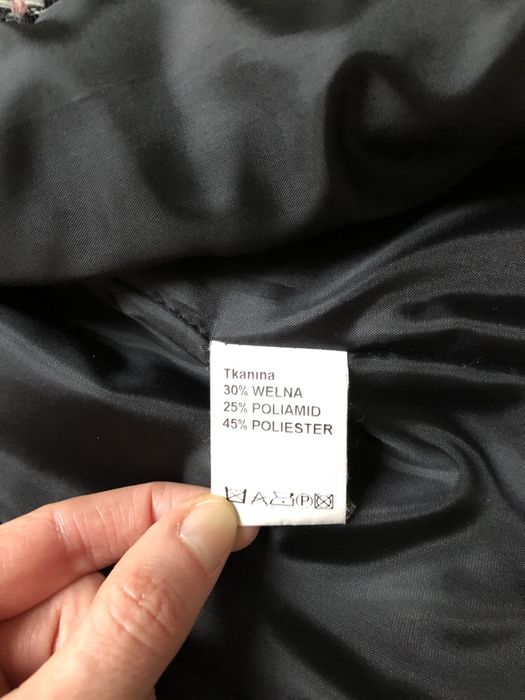 Tkanina
30% WEŁNA
25% POLIAMID
45% POLIESTER
A
P